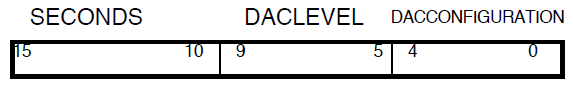 SECONDS DACLEVEL DACCONFIGURATION
15 10 9 5 4 0